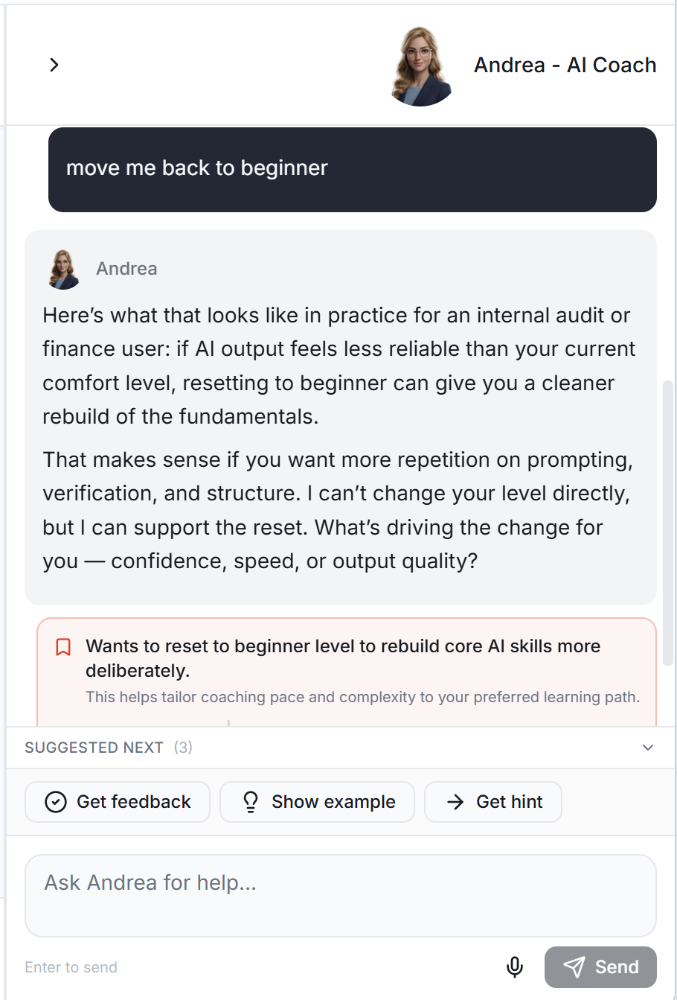 Andrea - AI Coach
move me back to beginner
Andrea
Here’s what that looks like in practice for an internal audit or
finance user: if AI output feels less reliable than your current
comfort level, resetting to beginner can give you a cleaner
rebuild of the fundamentals.
That makes sense if you want more repetition on prompting,
verification, and structure. I can’t change your level directly,
but I can support the reset. What’s driving the change for
you — confidence, speed, or output quality?
Wants to reset to beginner level to rebuild core AI skills more
deliberately.
This helps tailor coaching pace and complexity to your preferred learning path.
SUGGESTED NEXT (3)
Get feedback
Show example
Get hint
Ask Andrea for help...
Enter to send
Send